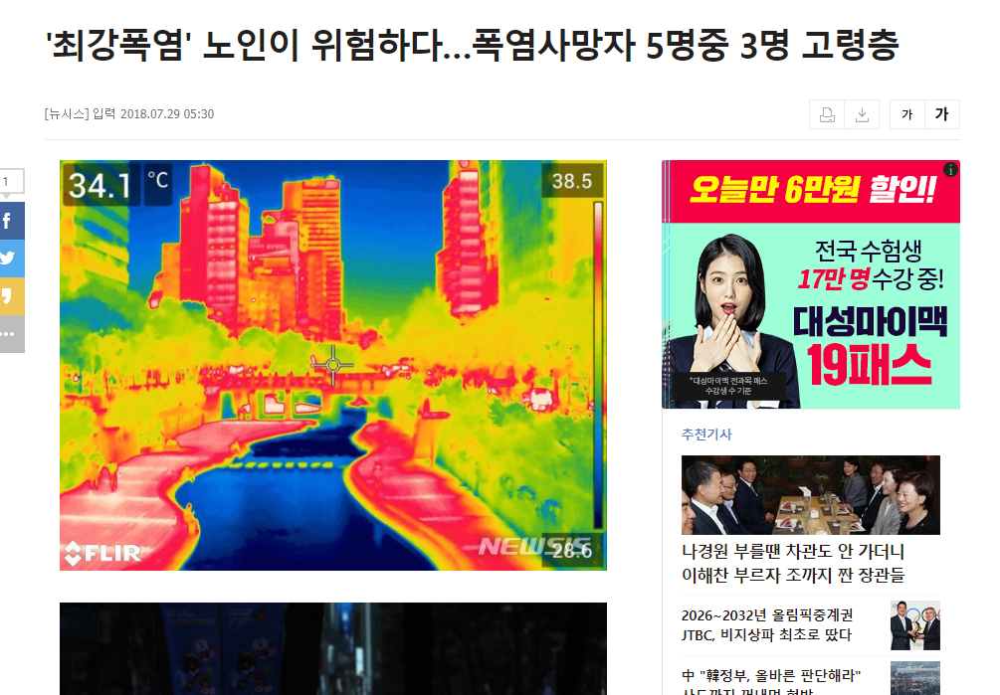 '최강폭염' 노인이 위험하다…폭염사망자 5명중 3명 고령층
[뉴시스] 입력 2018.07.29 05:30
가 가
1
34.1 °C
38.5
FLIR
NEWSIS
28.6
오늘만 6만원 할인!
전국 수험생
17만 명 수강 중!
대성마이맥
19패스
*대성마이맥 전과목 패스
수강생 수 기준
추천기사
나경원 부를땐 차관도 안 가더니
이해찬 부르자 조까지 짠 장관들
2026~2032년 올림픽중계권
JTBC, 비지상파 최초로 땄다
中 "韓정부, 올바른 판단해라"